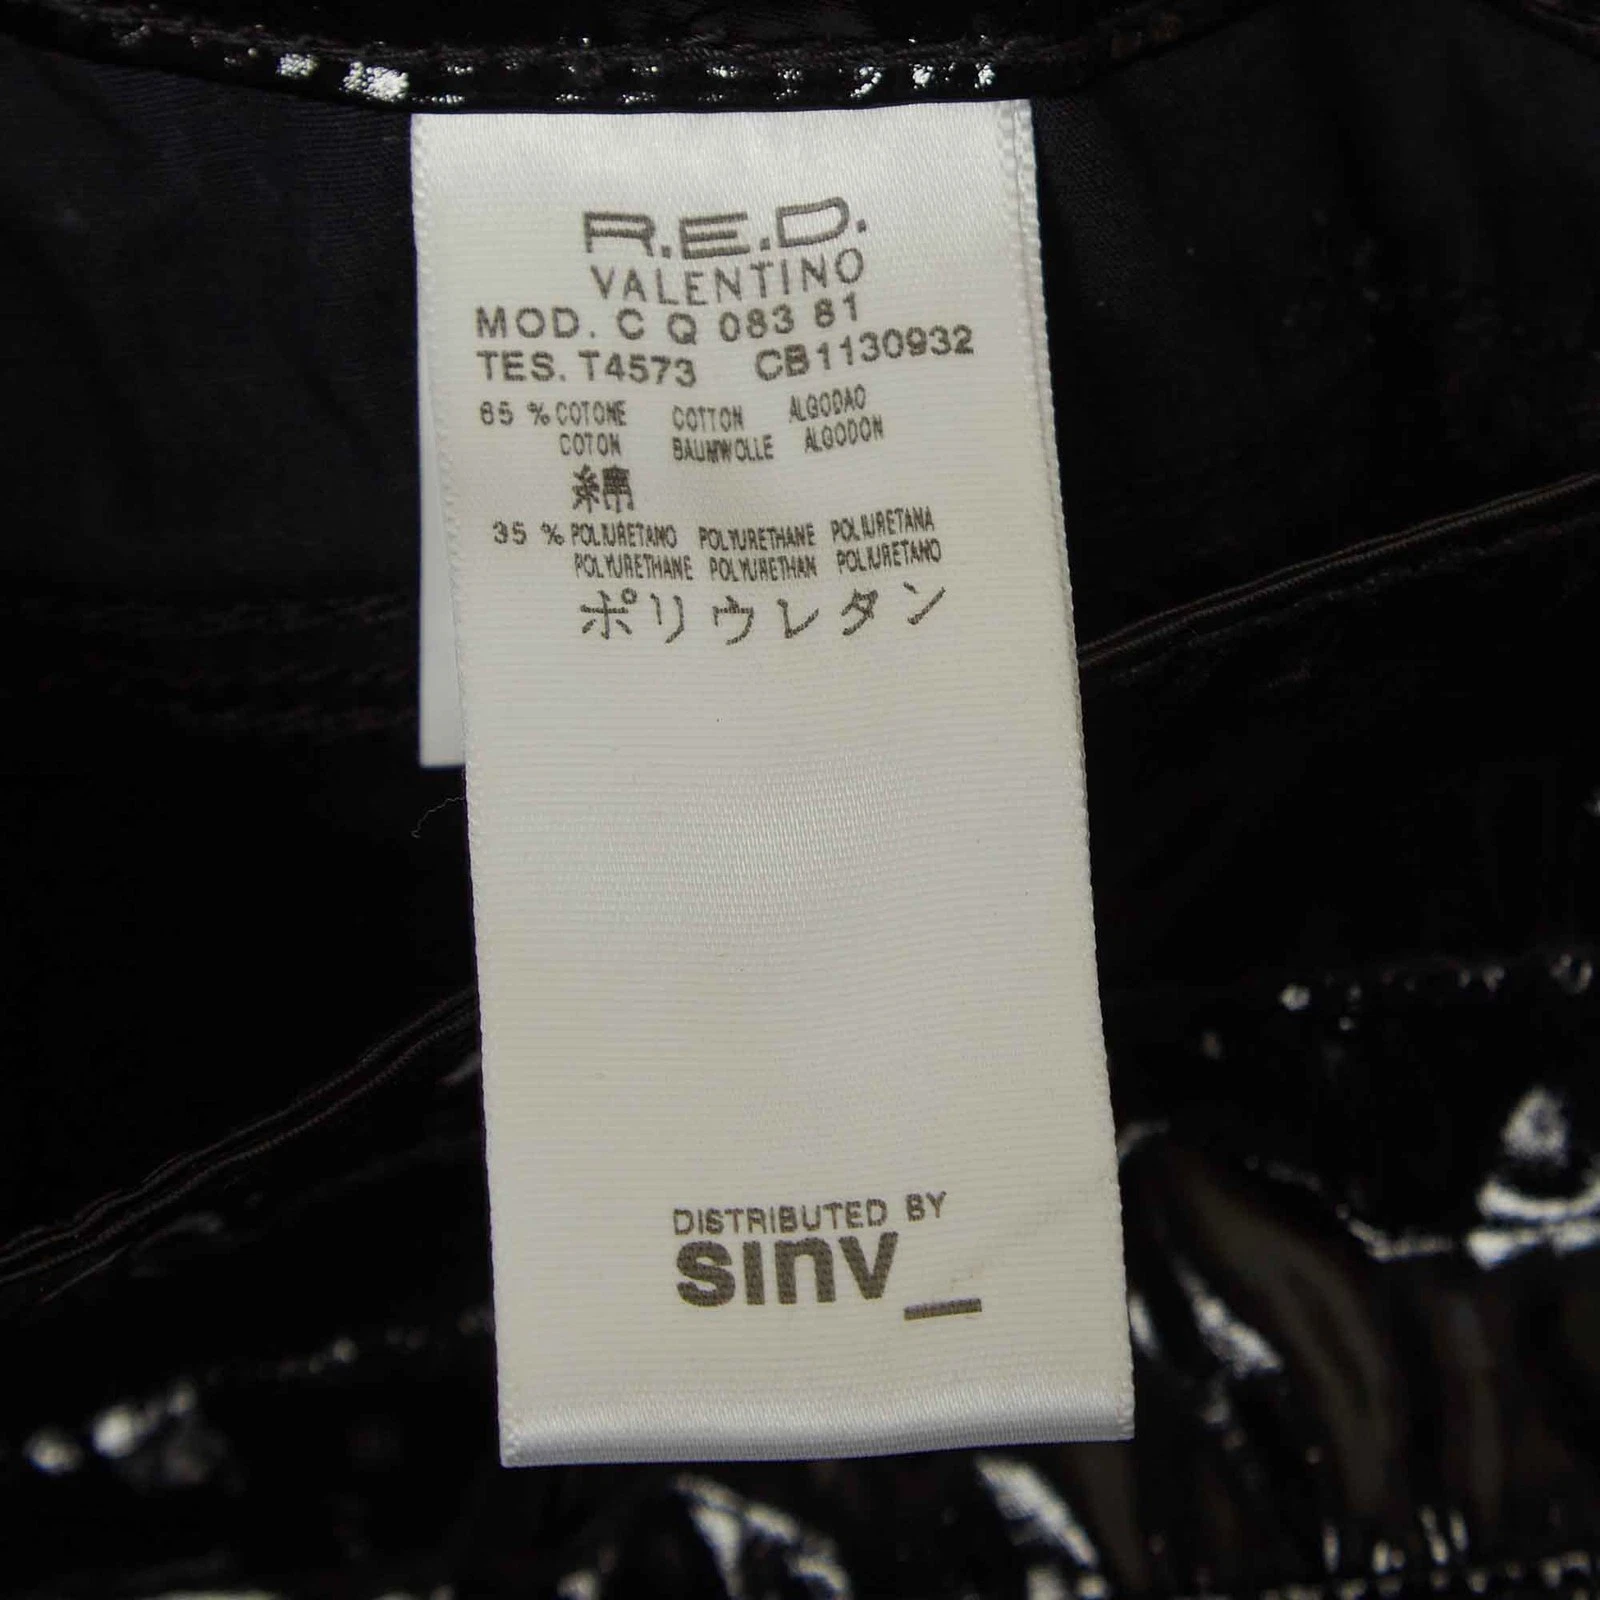 R.E.D.
VALENTINO
MOD. C Q 083 81
TES. T4573 CB1130932
65 % COTONE COTTON ALGODAO
COTON BAUMWOLLE ALGODON
綿
35 % POLIURETANO POLYURETHANE POLIURETANA
POLYURETHANE POLYURETHAN POLIURETANO
ポリウレタン
DISTRIBUTED BY
sinv_